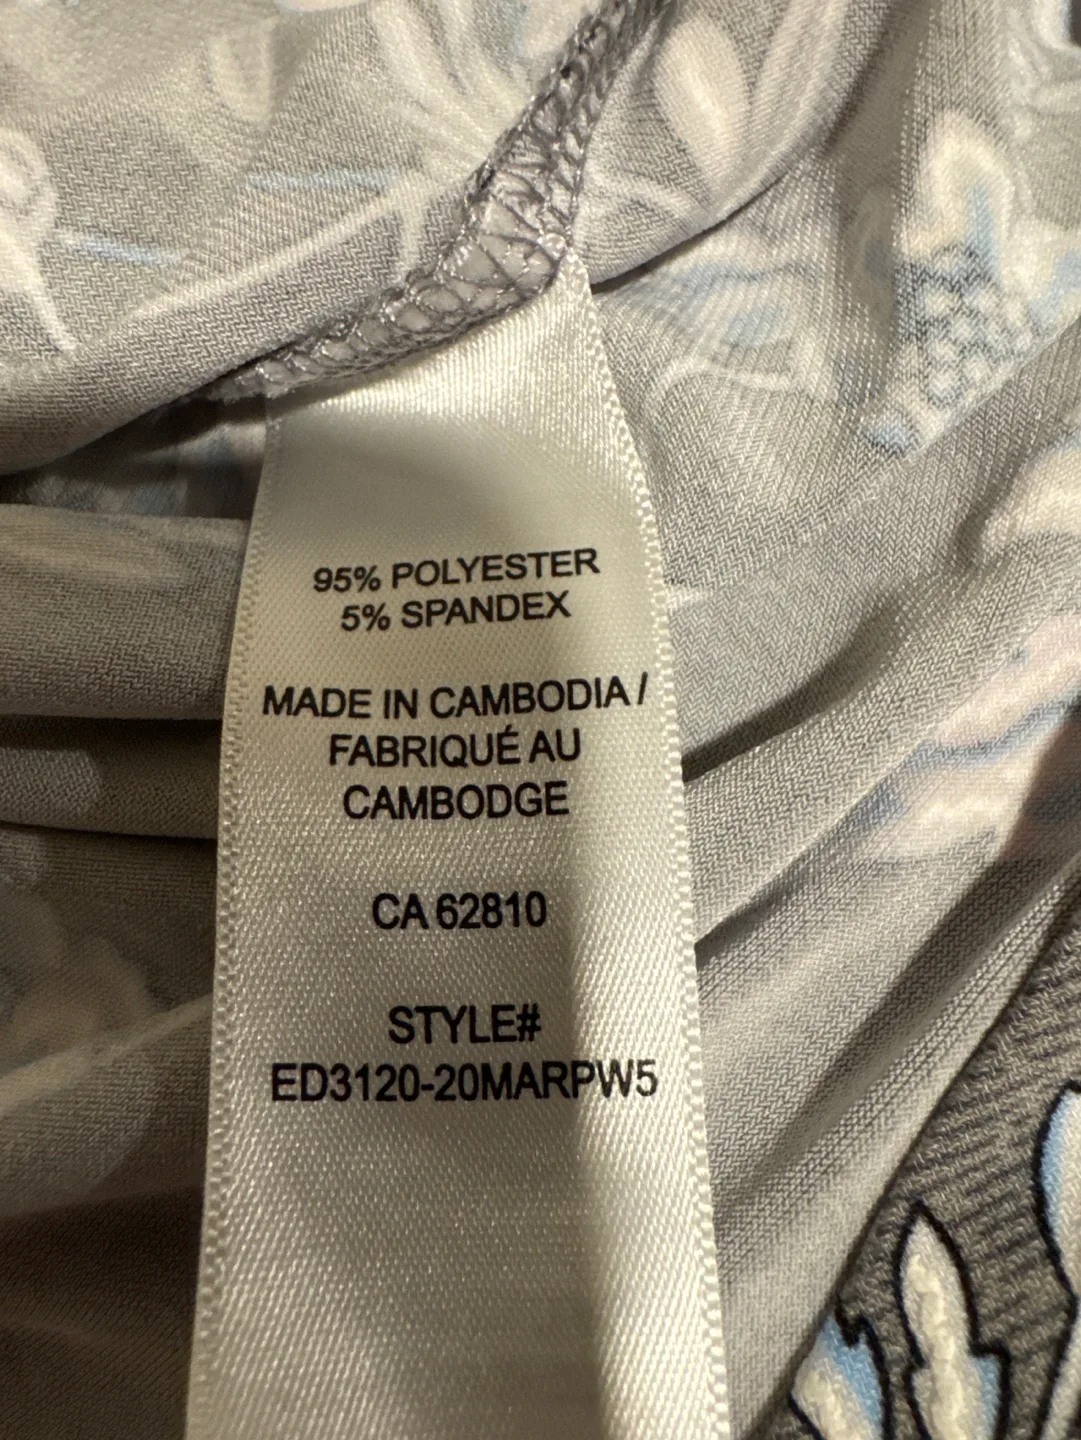 95% POLYESTER
5% SPANDEX
MADE IN CAMBODIA /
FABRIQUÉ AU
CAMBODGE
CA 62810
STYLE#
ED3120-20MARPW5